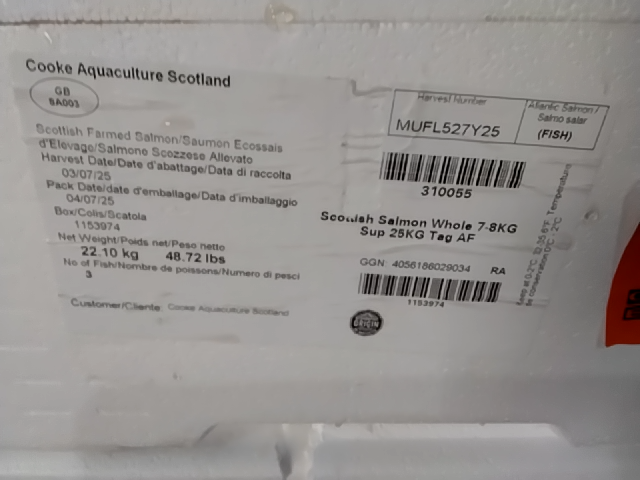 Cooke Aquaculture Scotland
GB
SA003
Scottish Farmed Salmon/Saumon Ecossais
d'Elevage/Salmone Scozzese Allevato
Harvest Date/Date d'abattage/Data di raccolta
03/07/25
Pack Date/date d'emballage/Data d'imballaggio
04/07/25
Box/Colis/Scatola
1153974
Net Weight/Poids net/Peso netto
22.10 kg 48.72 lbs
No of Fish/Nombre de poissons/Numero di pesci
3
Customer/Cliente Cooke Aquaculture Scotland
Harvest Number
MUFL527Y25
Atlantic Salmon /
Salmo salar
(FISH)
310055
Scottish Salmon Whole 7-8KG
Sup 25KG Tag AF
GGN: 4056186029034 RA
1153974
ORIGIN